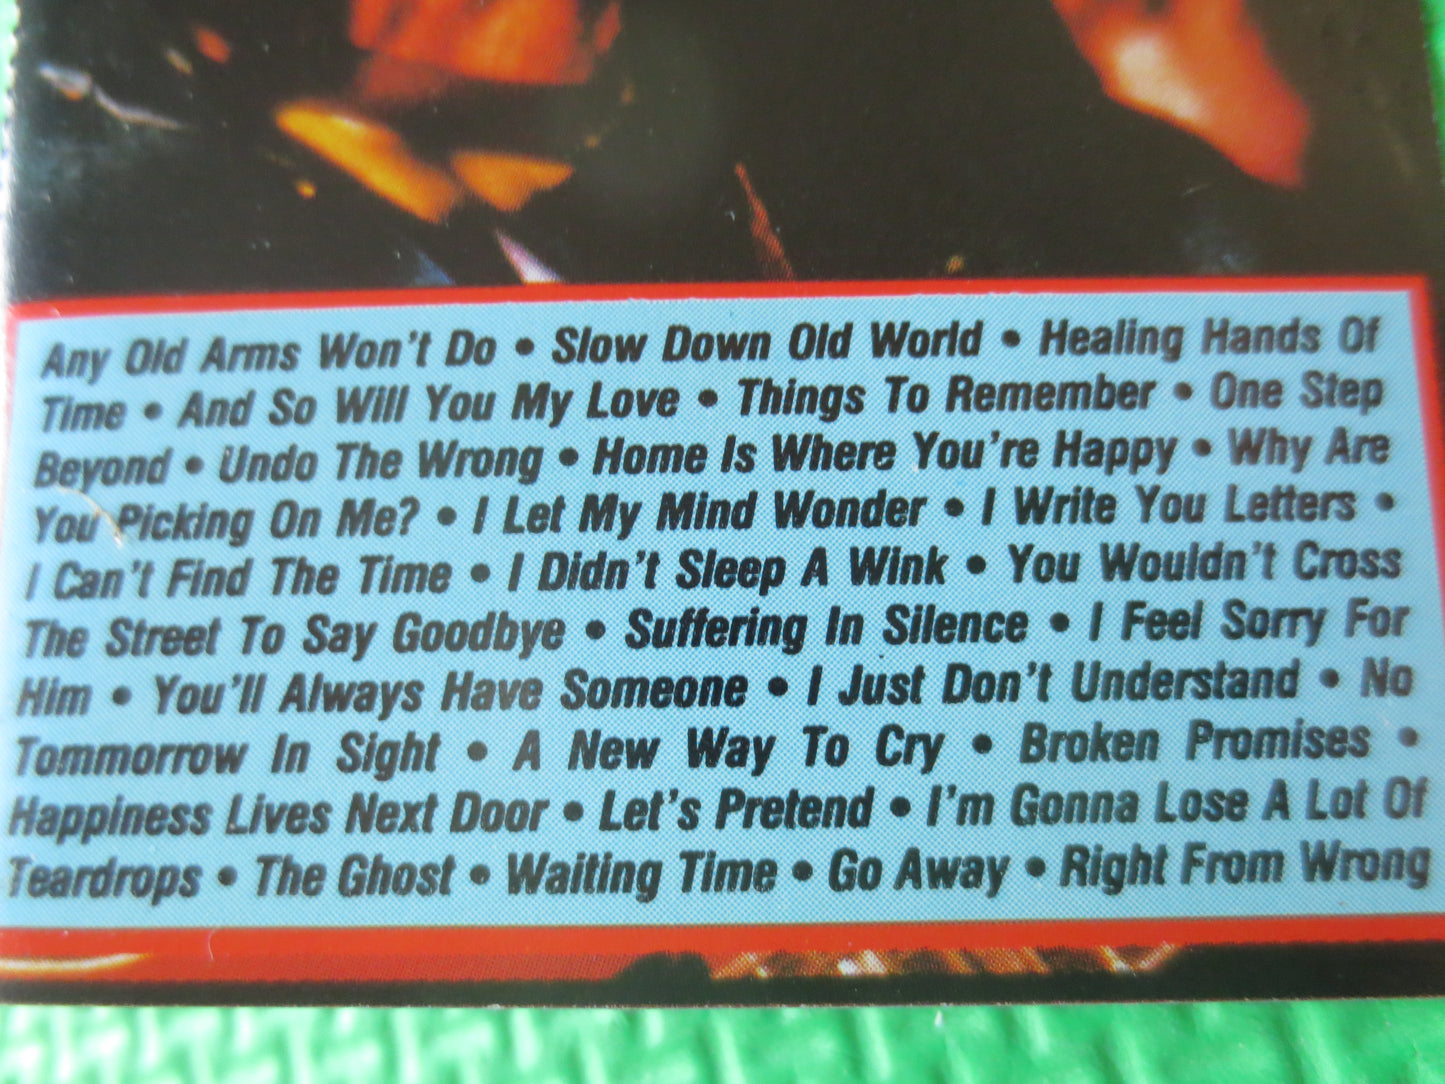 Any Old Arms Won't Do • Slow Down Old World • Healing Hands Of
Time • And So Will You My Love • Things To Remember • One Step
Beyond • Undo The Wrong • Home Is Where You're Happy • Why Are
You Picking On Me? • I Let My Mind Wonder • I Write You Letters •
I Can't Find The Time • I Didn't Sleep A Wink • You Wouldn't Cross
The Street To Say Goodbye • Suffering In Silence • I Feel Sorry For
Him • You'll Always Have Someone • I Just Don't Understand • No
Tommorrow In Sight • A New Way To Cry • Broken Promises •
Happiness Lives Next Door • Let's Pretend • I'm Gonna Lose A Lot Of
Teardrops • The Ghost • Waiting Time • Go Away • Right From Wrong